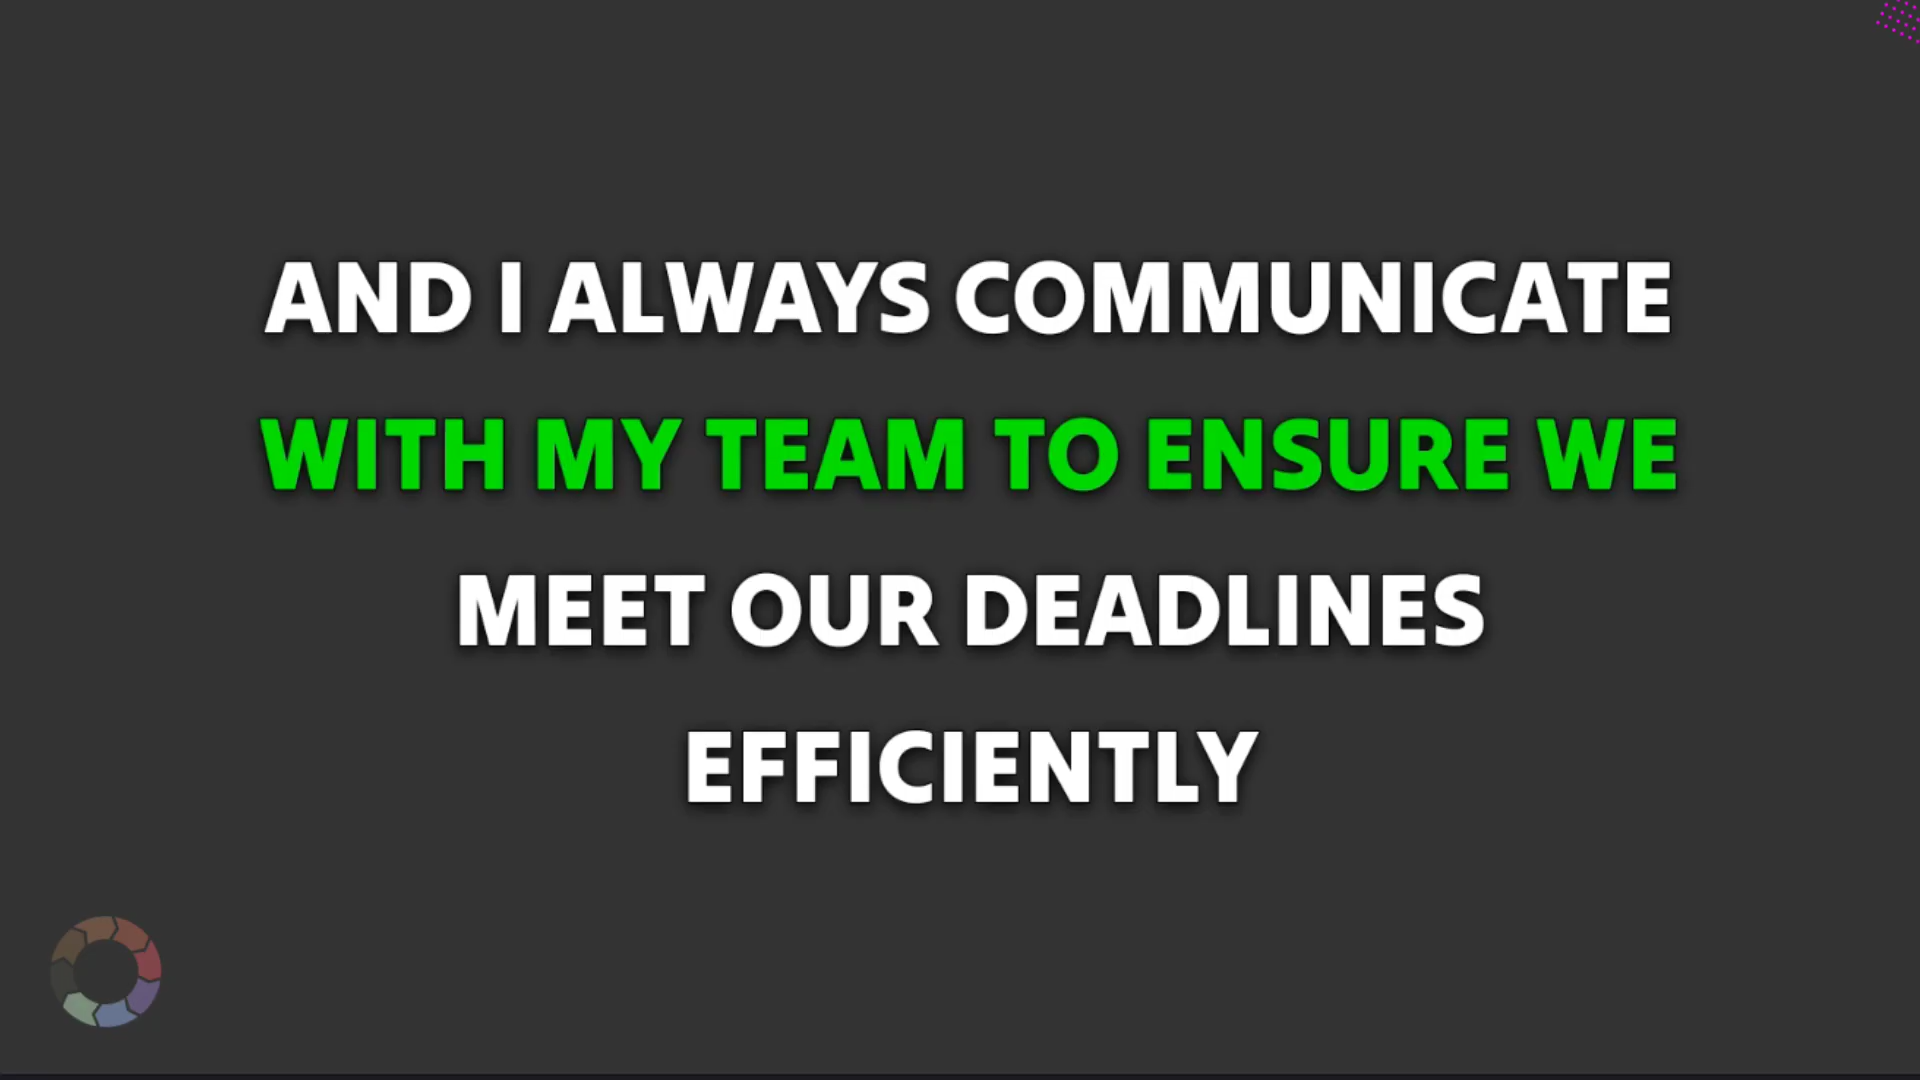 AND I ALWAYS COMMUNICATE
WITH MY TEAM TO ENSURE WE
MEET OUR DEADLINES
EFFICIENTLY